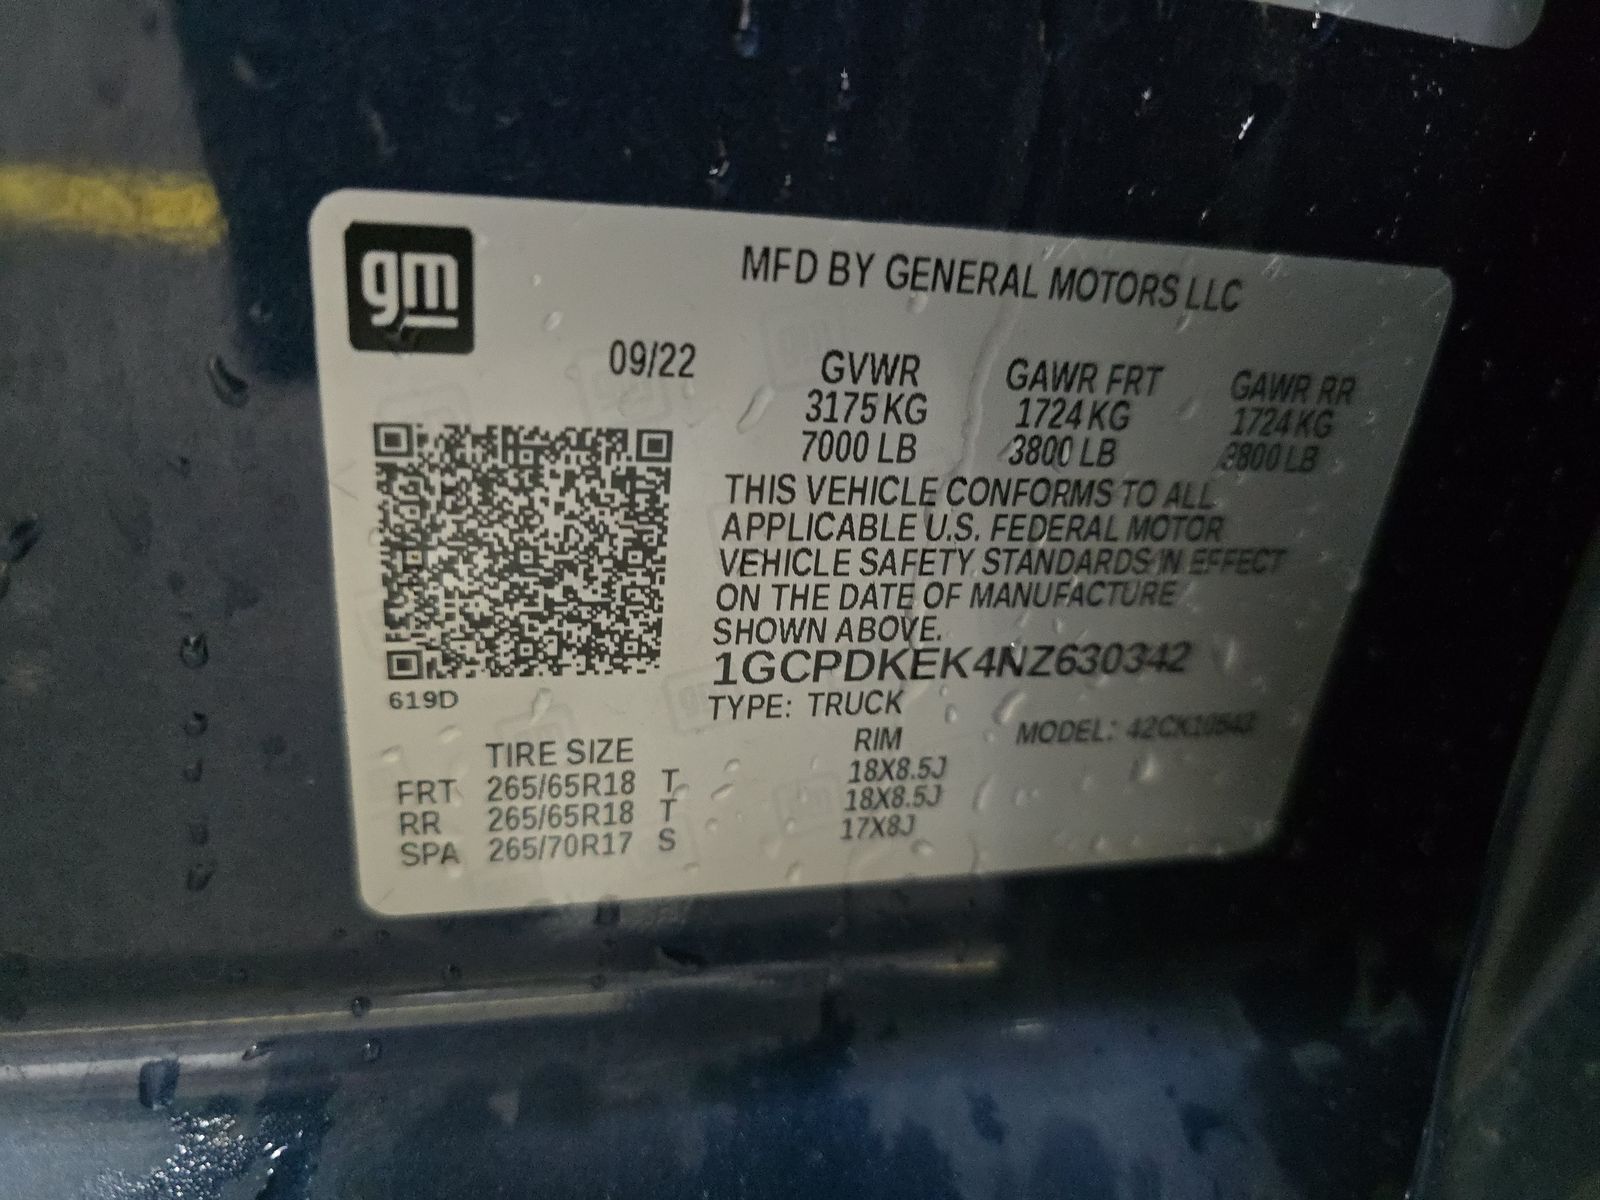 gm
MFD BY GENERAL MOTORS LLC
09/22
GVWR GAWR FRT GAWR RR
3175 KG 1724 KG 1724 KG
7000 LB 3800 LB 3800 LB
THIS VEHICLE CONFORMS TO ALL
APPLICABLE U.S. FEDERAL MOTOR
VEHICLE SAFETY STANDARDS IN EFFECT
ON THE DATE OF MANUFACTURE
SHOWN ABOVE.
1GCPDKEK4NZ630342
619D
TYPE: TRUCK
MODEL:
TIRE SIZE RIM
FRT 265/65R18 T 18X8.5J
RR 265/65R18 T 18X8.5J
SPA 265/70R17 S 17X8J